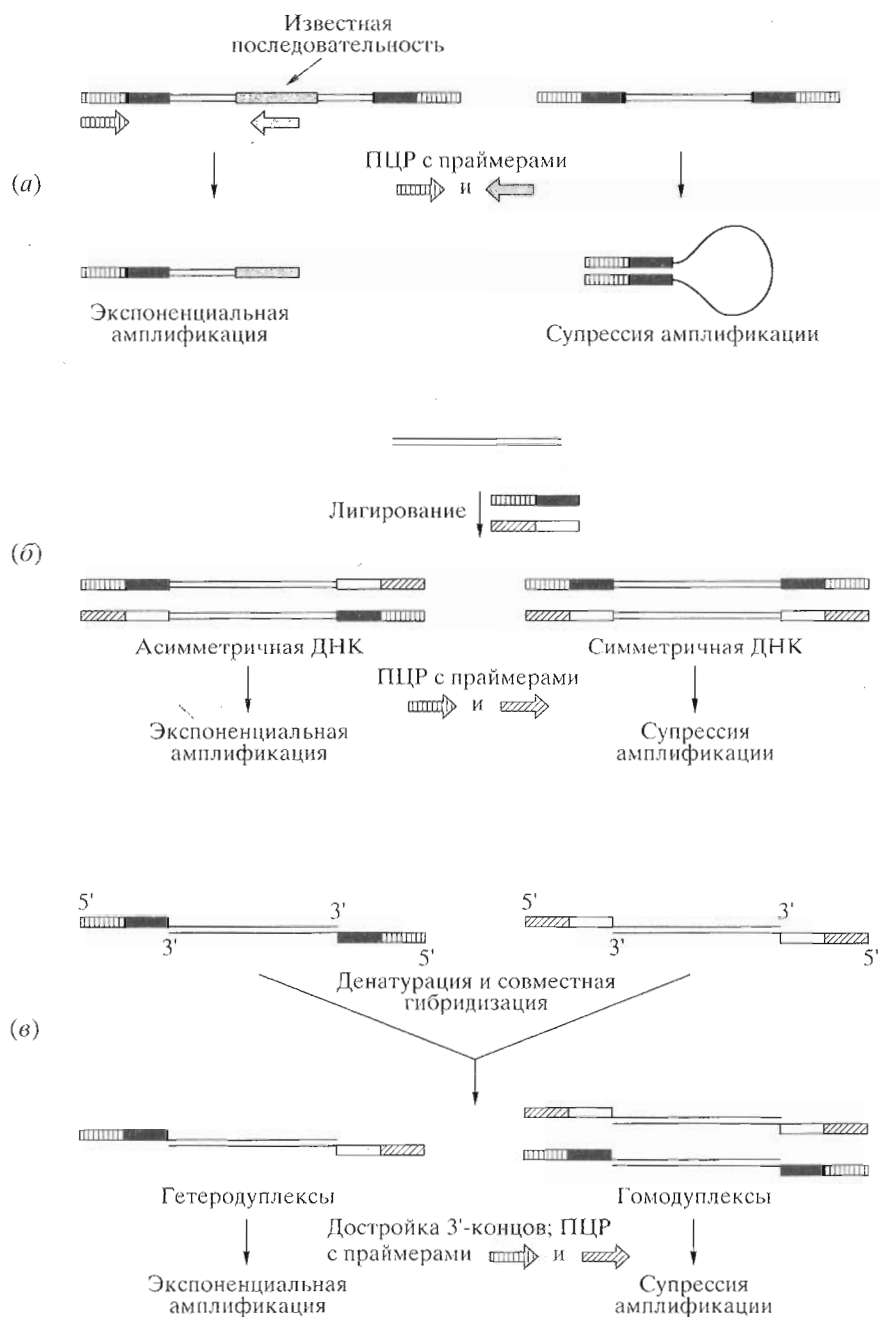 Известная
последовательность
ПЦР с праймерами
и
(а)
Экспоненциальная
амплификация
Супрессия амплификации
Лигирование
(б)
Асимметричная ДНК
Симметричная ДНК
ПЦР с праймерами
и
Экспоненциальная
амплификация
Супрессия
амплификации
5'
3'
3'
5'
5'
3'
3'
5'
Денатурация и совместная
гибридизация
(в)
Гетеродуплексы
Гомодуплексы
Достройка 3'-концов; ПЦР
с праймерами и
Экспоненциальная
амплификация
Супрессия
амплификации